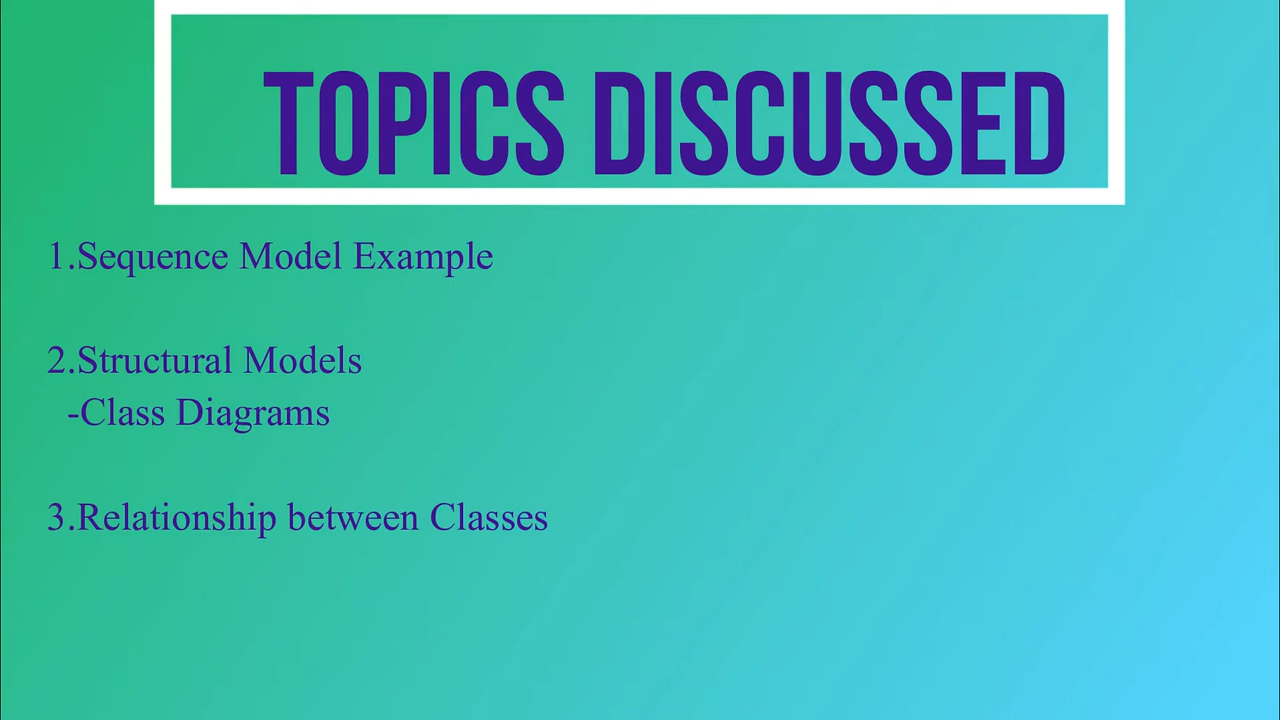 TOPICS DISCUSSED
1.Sequence Model Example
2.Structural Models
-Class Diagrams
3.Relationship between Classes